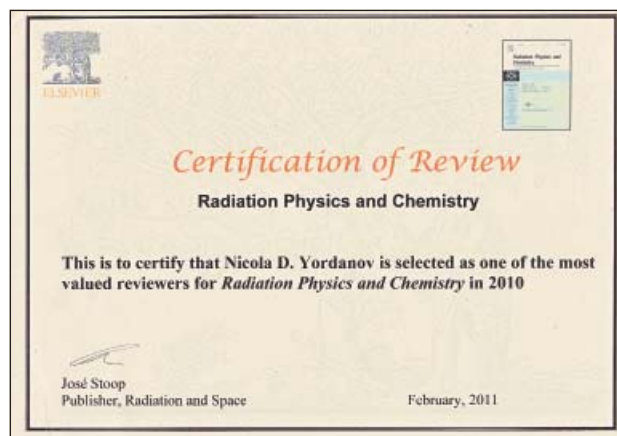 ELSEVIER
Radiation Physics and
Chemistry
Certification of Review
Radiation Physics and Chemistry
This is to certify that Nicola D. Yordanov is selected as one of the most
valued reviewers for Radiation Physics and Chemistry in 2010
José Stoop
Publisher, Radiation and Space
February, 2011